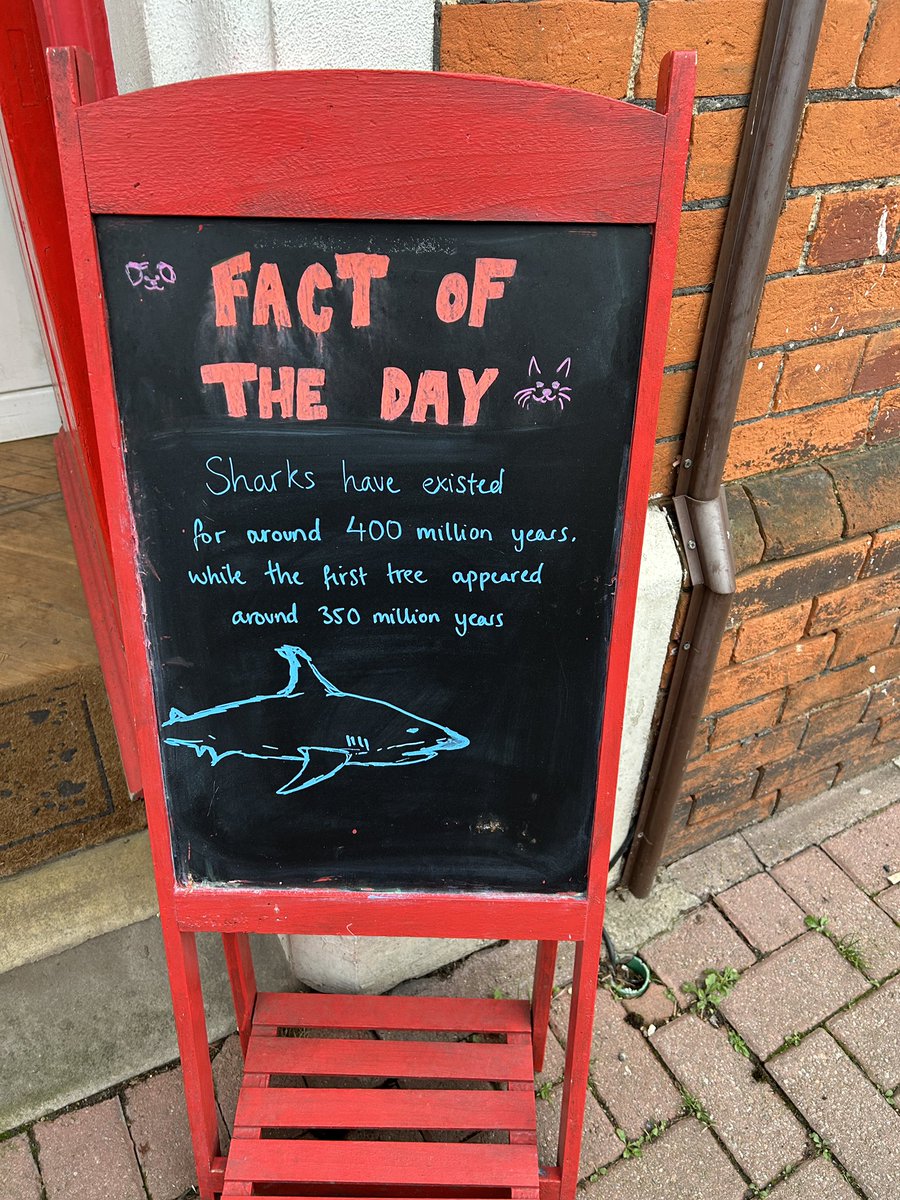 FACT OF
THE DAY
Sharks have existed
for around 400 million years.
while the first tree appeared
around 350 million years